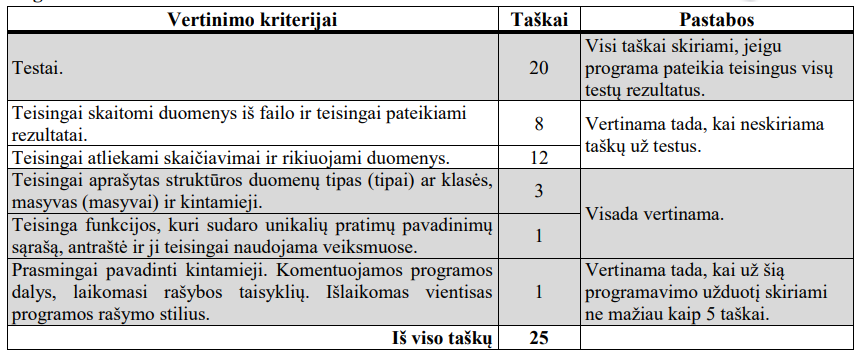 Vertinimo kriterijai Taškai Pastabos
Testai. 20 Visi taškai skiriami, jeigu
programa pateikia teisingus visų
testų rezultatus.
Teisingai skaitomi duomenys iš failo ir teisingai pateikiami
rezultatai. 8
Teisingai atliekami skaičiavimai ir rikiuojami duomenys. 12
Vertinama tada, kai neskiriama
taškų už testus.
Teisingai aprašytas struktūros duomenų tipas (tipai) ar klasės,
masyvas (masyvai) ir kintamieji. 3
Teisinga funkcijos, kuri sudaro unikalių pratimų pavadinimų
sąrašą, antraštė ir ji teisingai naudojama veiksmuose. 1
Visada vertinama.
Prasmingai pavadinti kintamieji. Komentuojamos programos
dalys, laikomasi rašybos taisyklių. Išlaikomas vientisas
programos rašymo stilius. 1
Vertinama tada, kai už šią
programavimo užduotį skiriami
ne mažiau kaip 5 taškai.
Iš viso taškų 25